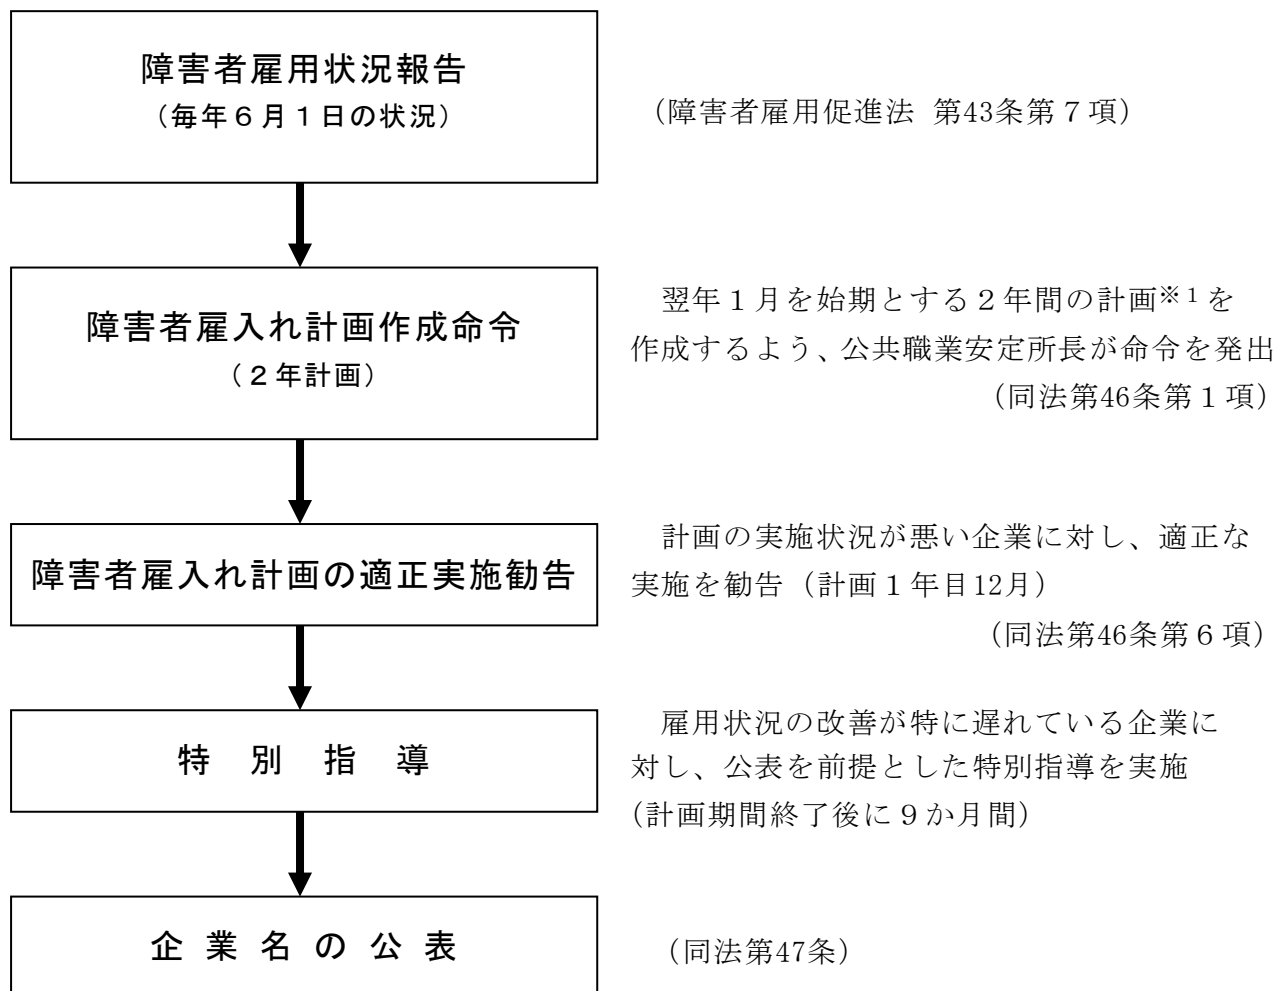 障害者雇用状況報告
（毎年６月１日の状況）
（障害者雇用促進法 第43条第７項）
障害者雇入れ計画作成命令
（２年計画）
翌年１月を始期とする２年間の計画※１を
作成するよう、公共職業安定所長が命令を発出
（同法第46条第１項）
障害者雇入れ計画の適正実施勧告
計画の実施状況が悪い企業に対し、適正な
実施を勧告（計画１年目12月）
（同法第46条第６項）
特 別 指 導
雇用状況の改善が特に遅れている企業に
対し、公表を前提とした特別指導を実施
（計画期間終了後に９か月間）
企 業 名 の 公 表
（同法第47条）